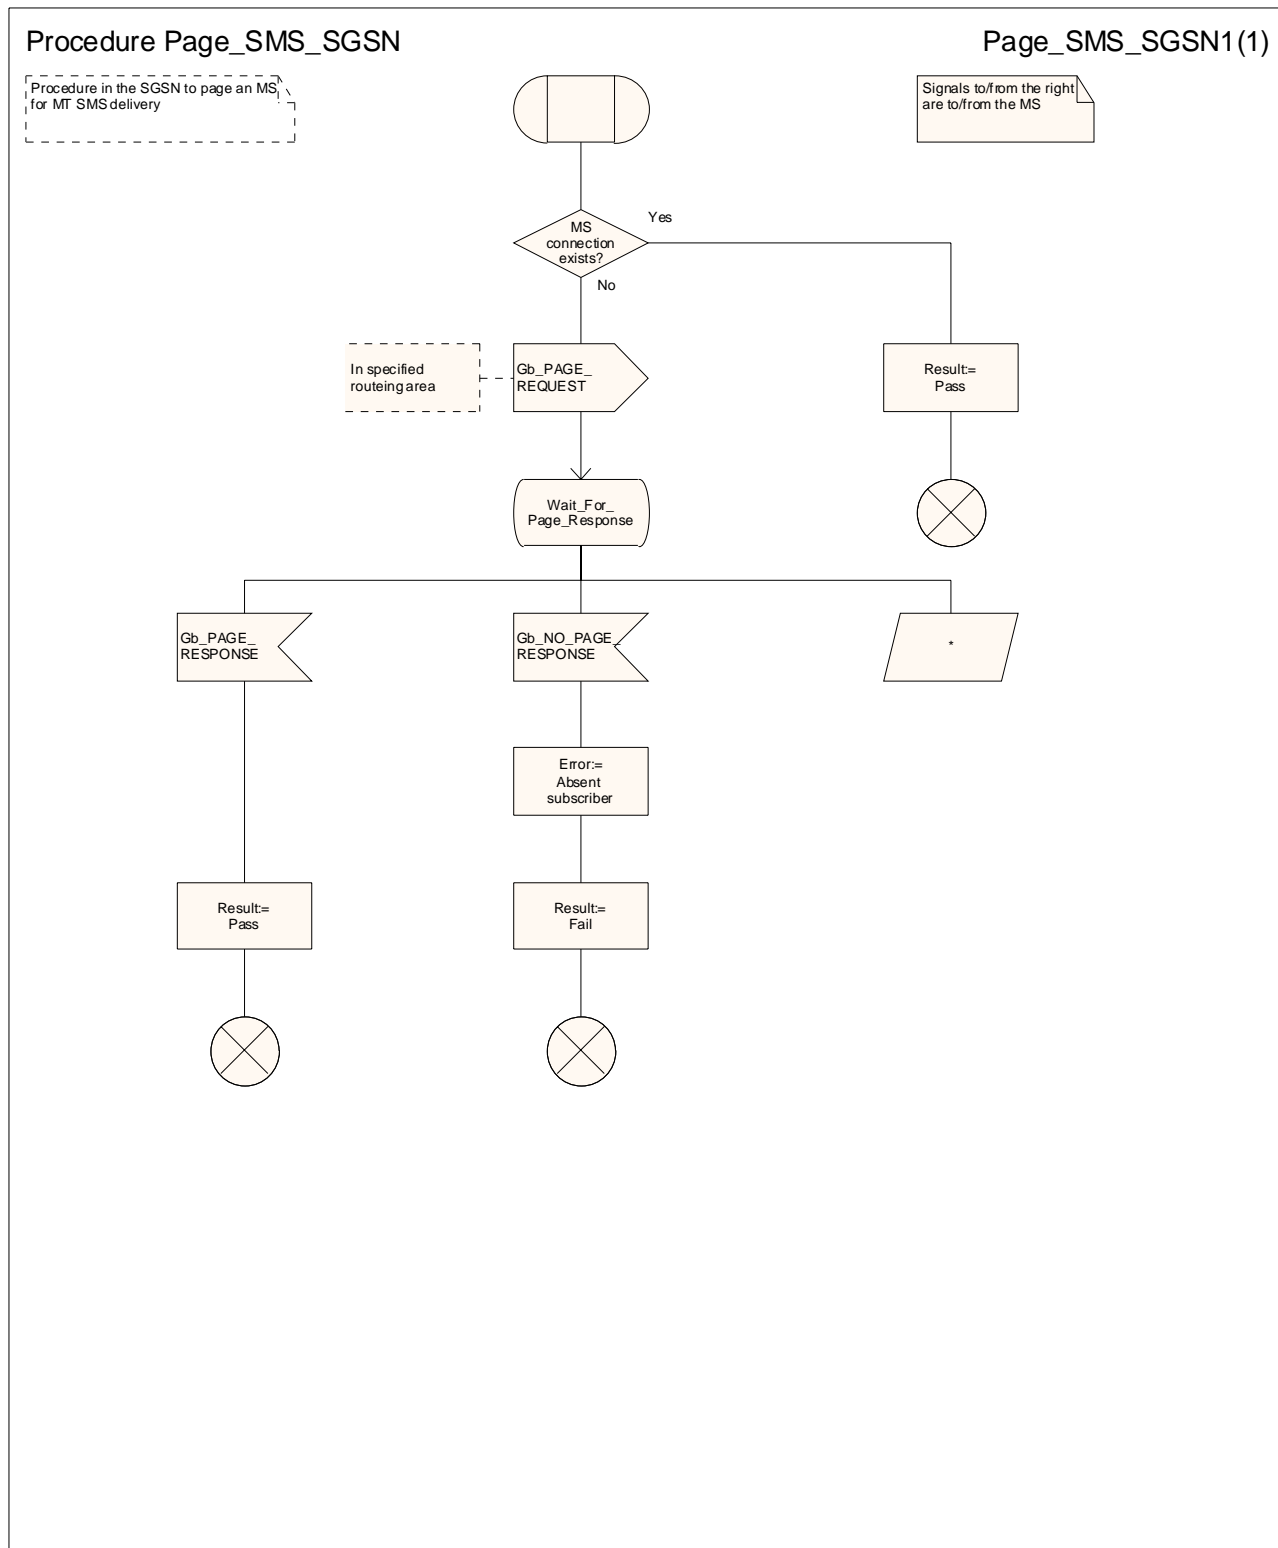 Procedure Page_SMS_SGSN
Page_SMS_SGSN1(1)
Procedure in the SGSN to page an MS
for MT SMS delivery
Signals to/from the right
are to/from the MS
MS
connection
exists?
Yes
No
In specified
routeing area
Gb_PAGE_
REQUEST
Result:=
Pass
Wait_For_
Page_Response
Gb_PAGE_
RESPONSE
Gb_NO_PAGE_
RESPONSE
*
Error:=
Absent
subscriber
Result:=
Pass
Result:=
Fail